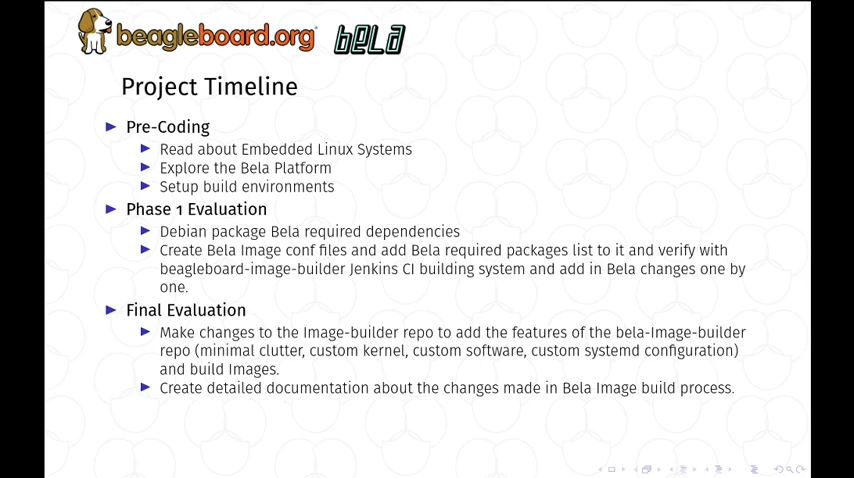 beagleboard.org bela
Project Timeline
Pre-Coding
Read about Embedded Linux Systems
Explore the Bela Platform
Setup build environments
Phase 1 Evaluation
Debian package Bela required dependencies
Create Bela Image conf files and add Bela required packages list to it and verify with
beagleboard-image-builder Jenkins CI building system and add in Bela changes one by
one.
Final Evaluation
Make changes to the Image-builder repo to add the features of the bela-Image-builder
repo (minimal clutter, custom kernel, custom software, custom systemd configuration)
and build Images.
Create detailed documentation about the changes made in Bela Image build process.